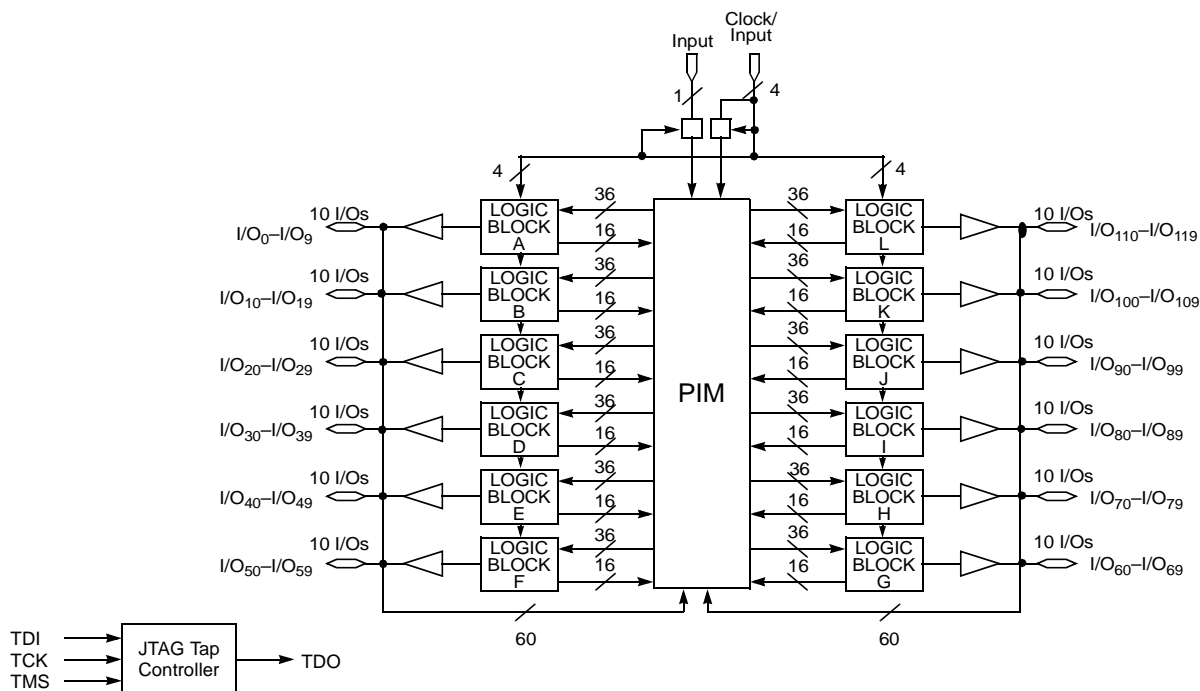 Input
Clock/
Input
1
4
4
4
10 I/Os
I/O0–I/O9
LOGIC
BLOCK
A
36
16
36
16
LOGIC
BLOCK
L
10 I/Os
I/O110–I/O119
10 I/Os
I/O10–I/O19
LOGIC
BLOCK
B
36
16
36
16
LOGIC
BLOCK
K
10 I/Os
I/O100–I/O109
10 I/Os
I/O20–I/O29
LOGIC
BLOCK
C
36
16
PIM
36
16
LOGIC
BLOCK
J
10 I/Os
I/O90–I/O99
10 I/Os
I/O30–I/O39
LOGIC
BLOCK
D
36
16
36
16
LOGIC
BLOCK
I
10 I/Os
I/O80–I/O89
10 I/Os
I/O40–I/O49
LOGIC
BLOCK
E
36
16
36
16
LOGIC
BLOCK
H
10 I/Os
I/O70–I/O79
10 I/Os
I/O50–I/O59
LOGIC
BLOCK
F
36
16
36
16
LOGIC
BLOCK
G
10 I/Os
I/O60–I/O69
60
60
TDI
TCK
TMS
JTAG Tap
Controller
TDO